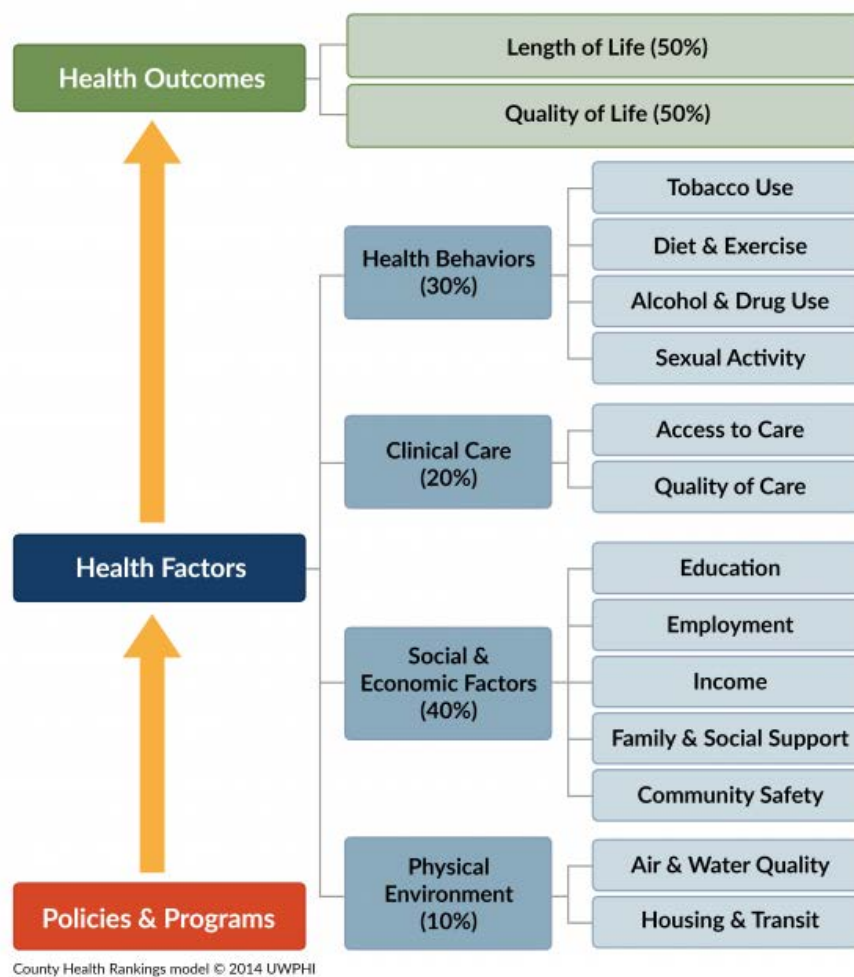 Health Outcomes
Length of Life (50%)
Quality of Life (50%)
Health Factors
Health Behaviors
(30%)
Tobacco Use
Diet & Exercise
Alcohol & Drug Use
Sexual Activity
Clinical Care
(20%)
Access to Care
Quality of Care
Social &
Economic Factors
(40%)
Education
Employment
Income
Family & Social Support
Community Safety
Physical
Environment
(10%)
Air & Water Quality
Housing & Transit
Policies & Programs
County Health Rankings model © 2014 UWPHI